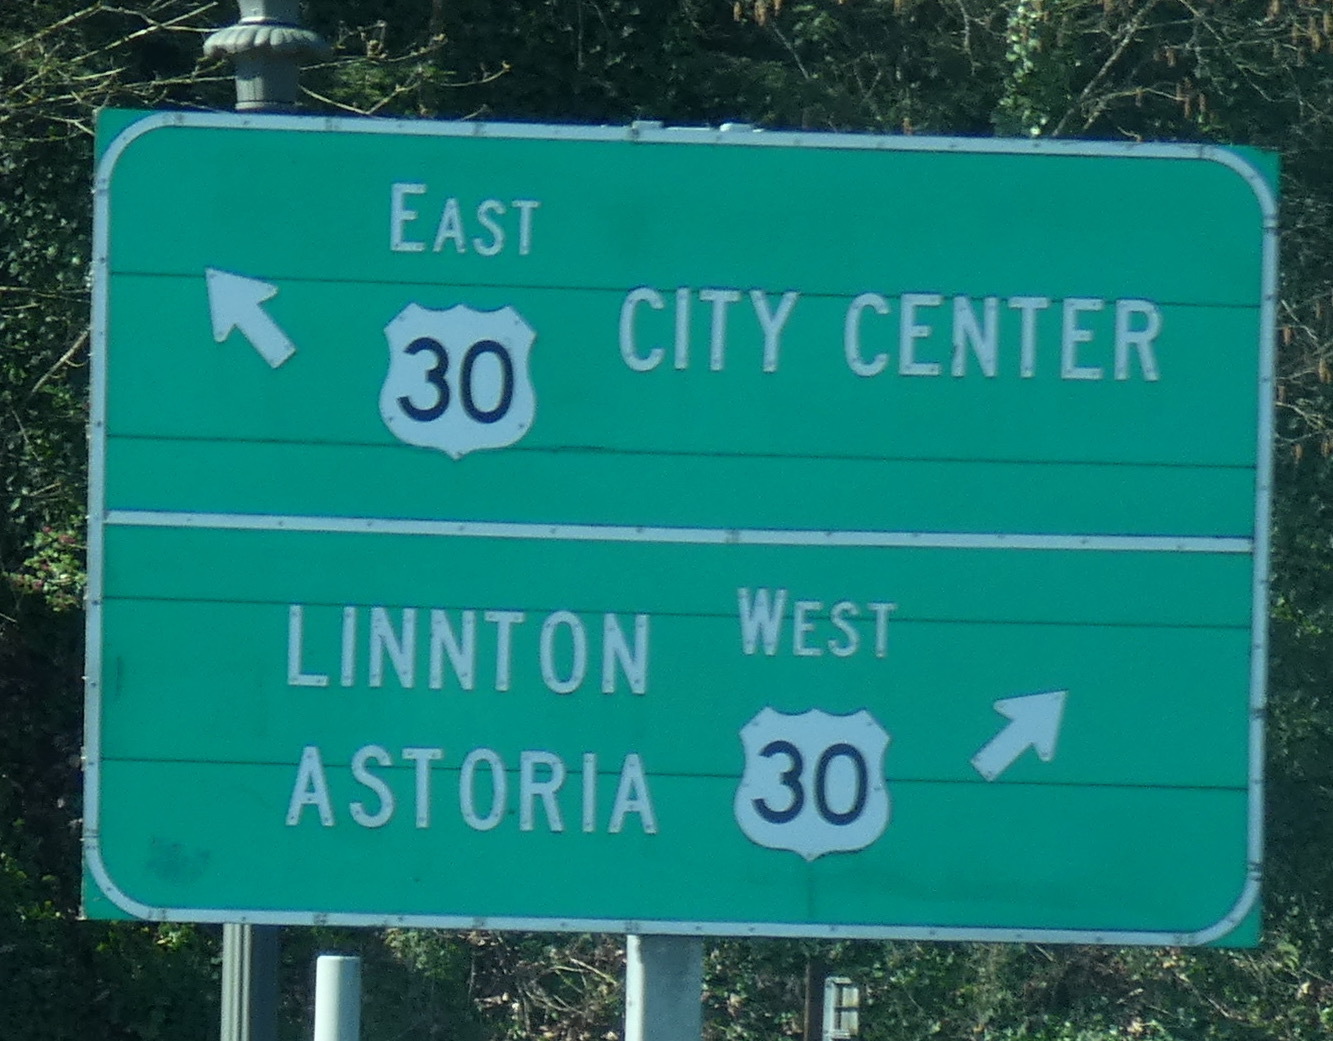 EAST
30 CITY CENTER
LINNTON WEST
ASTORIA 30